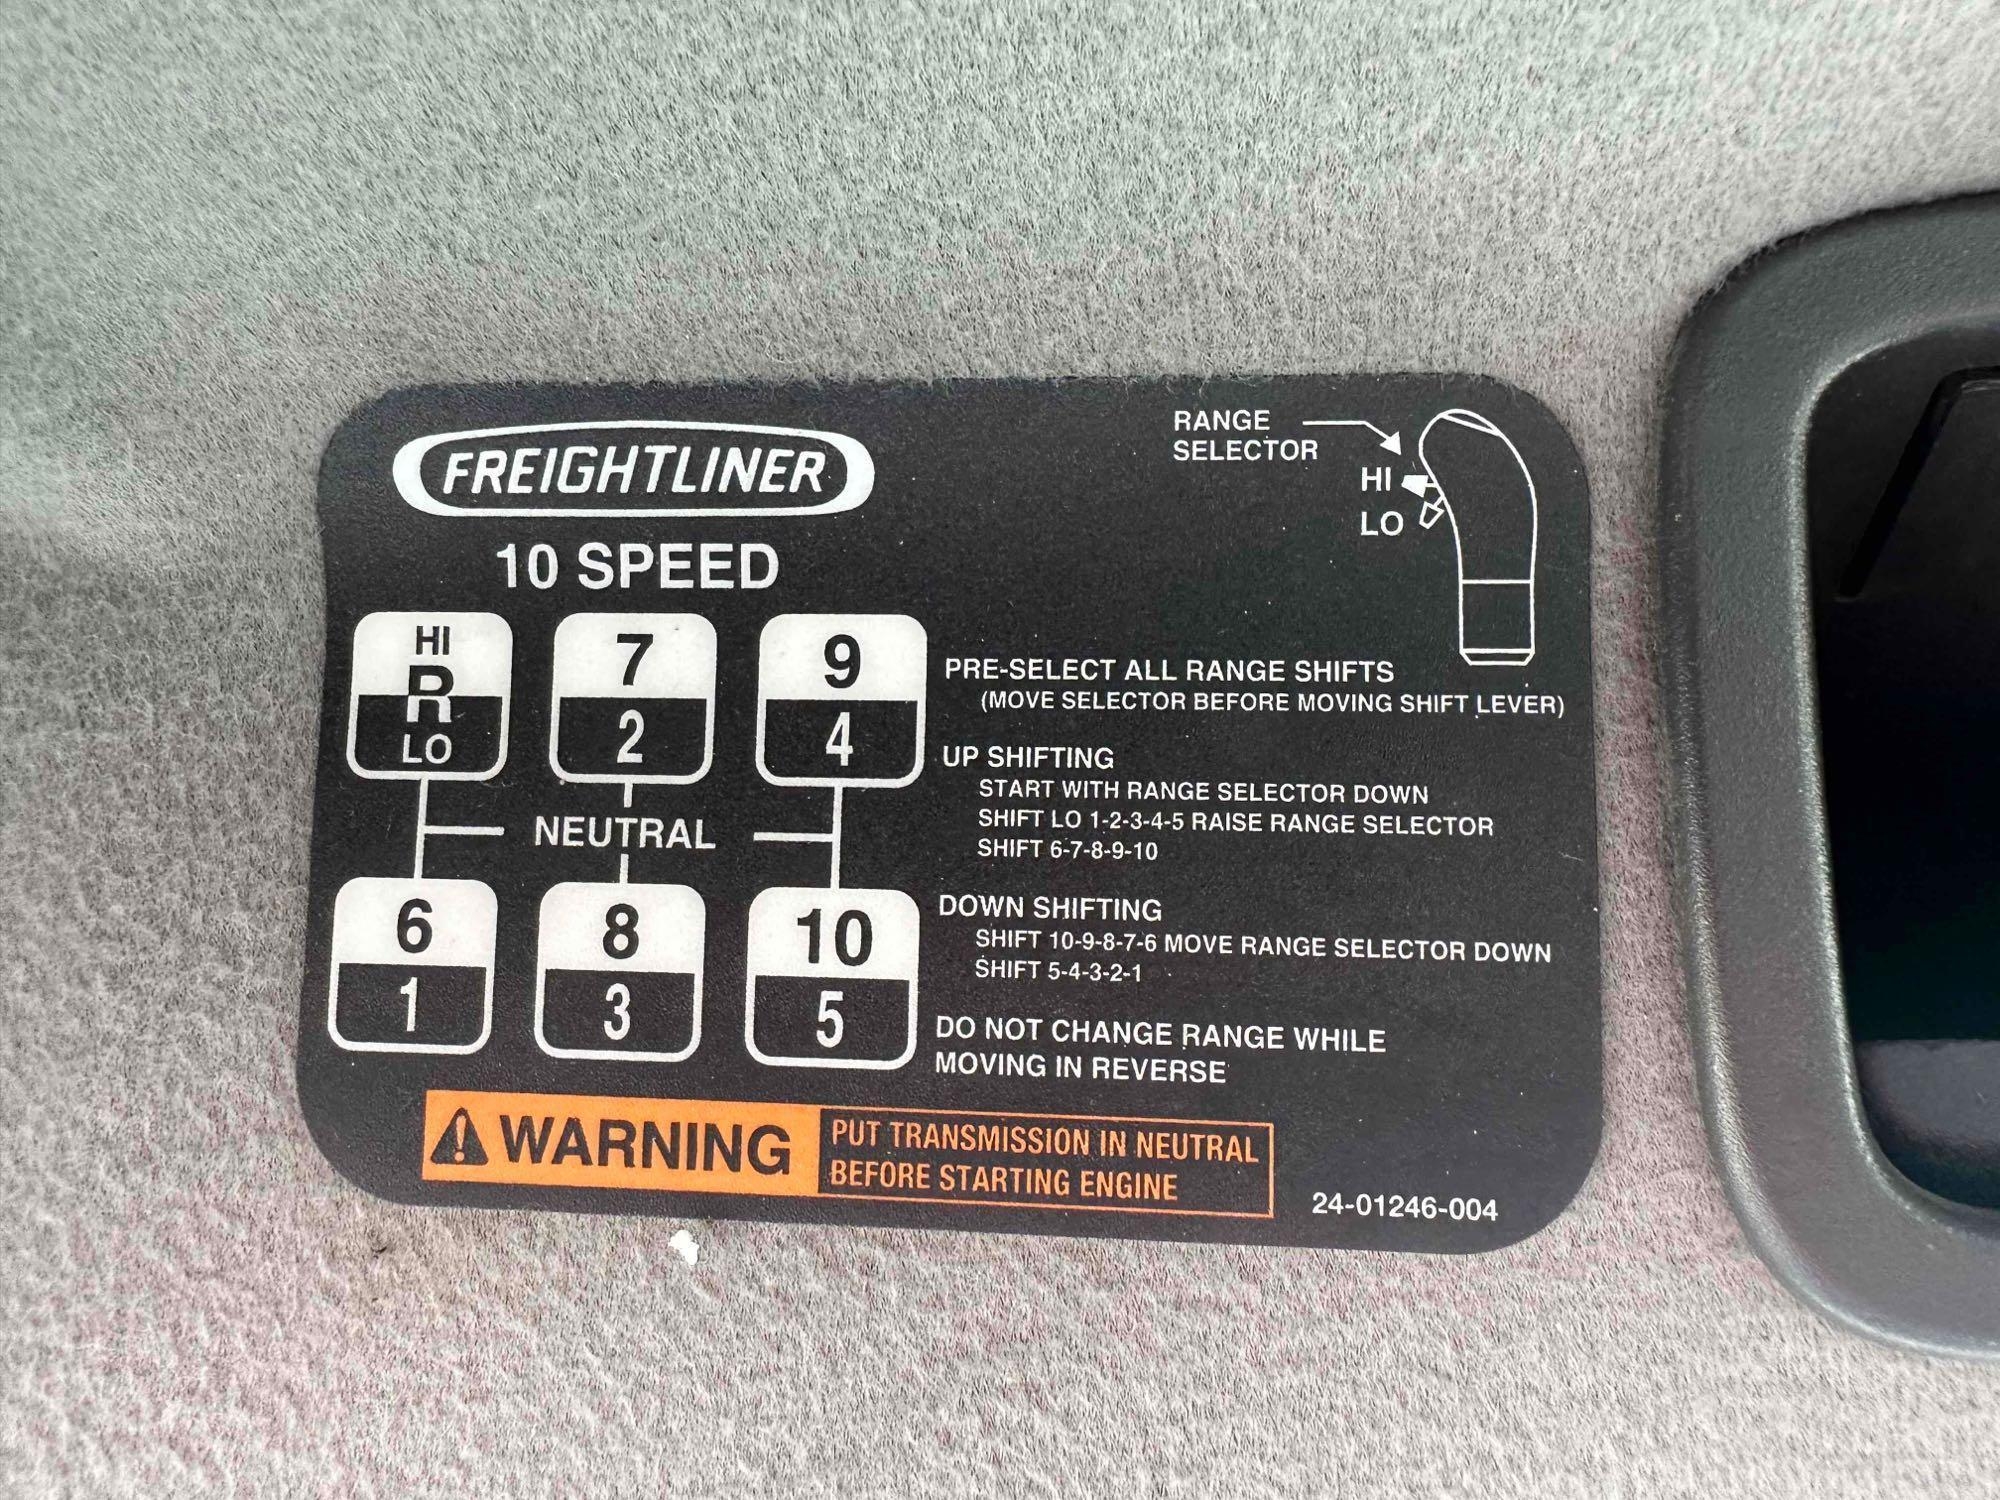 FREIGHTLINER
10 SPEED
RANGE
SELECTOR
HI
LO
HI
R
LO
7
2
9
4
NEUTRAL
6
1
8
3
10
5
PRE-SELECT ALL RANGE SHIFTS
(MOVE SELECTOR BEFORE MOVING SHIFT LEVER)
UP SHIFTING
START WITH RANGE SELECTOR DOWN
SHIFT LO 1-2-3-4-5 RAISE RANGE SELECTOR
SHIFT 6-7-8-9-10
DOWN SHIFTING
SHIFT 10-9-8-7-6 MOVE RANGE SELECTOR DOWN
SHIFT 5-4-3-2-1
DO NOT CHANGE RANGE WHILE
MOVING IN REVERSE
WARNING
PUT TRANSMISSION IN NEUTRAL
BEFORE STARTING ENGINE
24-01246-004